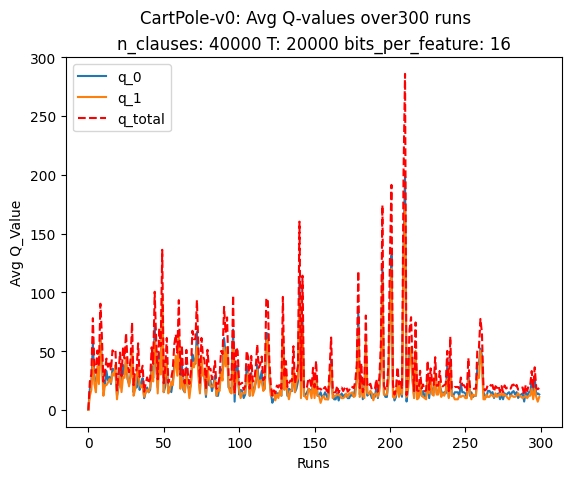 CartPole-v0: Avg Q-values over300 runs
n_clauses: 40000 T: 20000 bits_per_feature: 16
q_0
q_1
q_total
Avg Q_Value
300
250
200
150
100
50
0
0 50 100 150 200 250 300
Runs